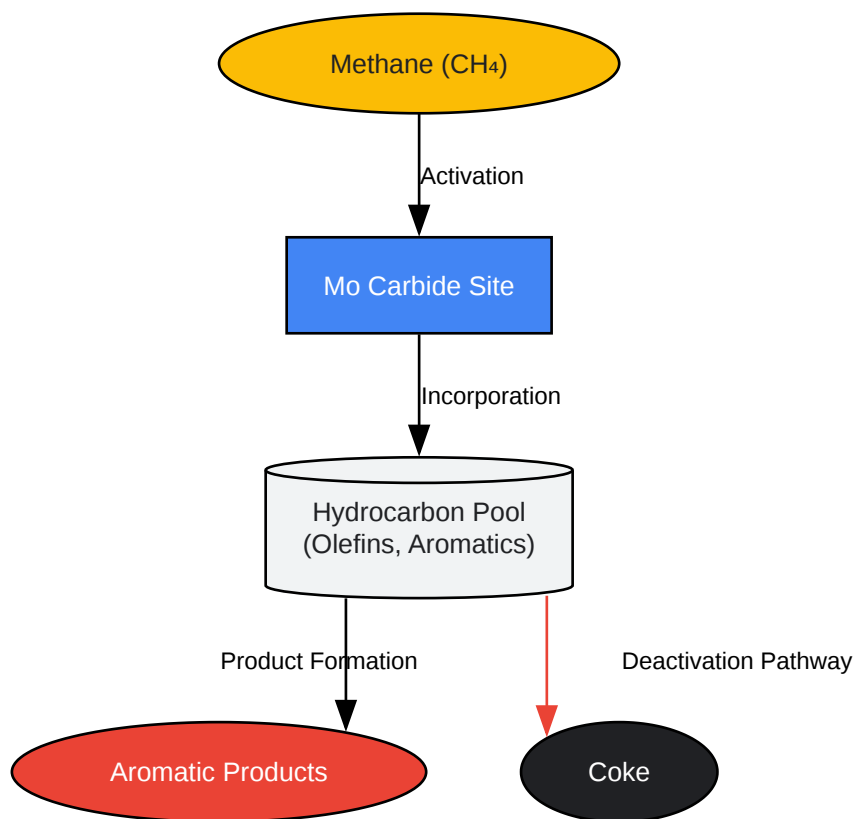 Methane (CH₄)
Activation
Mo Carbide Site
Incorporation
Hydrocarbon Pool
(Olefins, Aromatics)
Product Formation
Deactivation Pathway
Aromatic Products
Coke